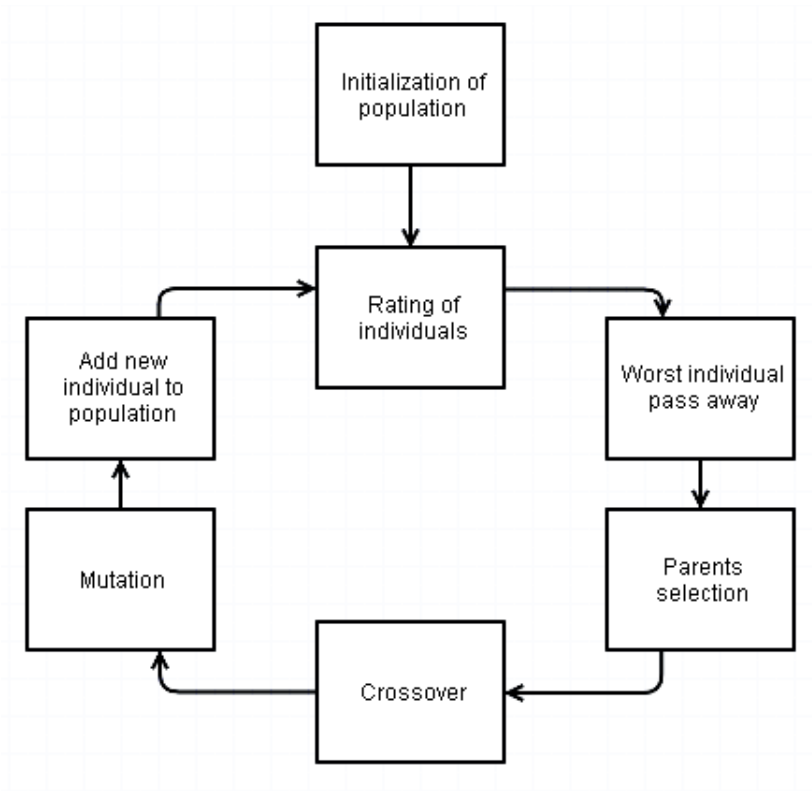 Initialization of
population
Rating of
individuals
Worst individual
pass away
Parents
selection
Crossover
Mutation
Add new
individual to
population